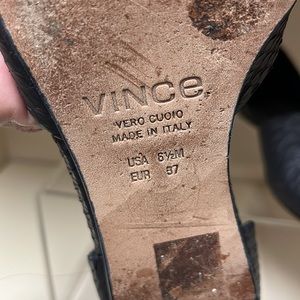 VINCE
VERO CUOIO
MADE IN ITALY
USA 6½M
EUR 37